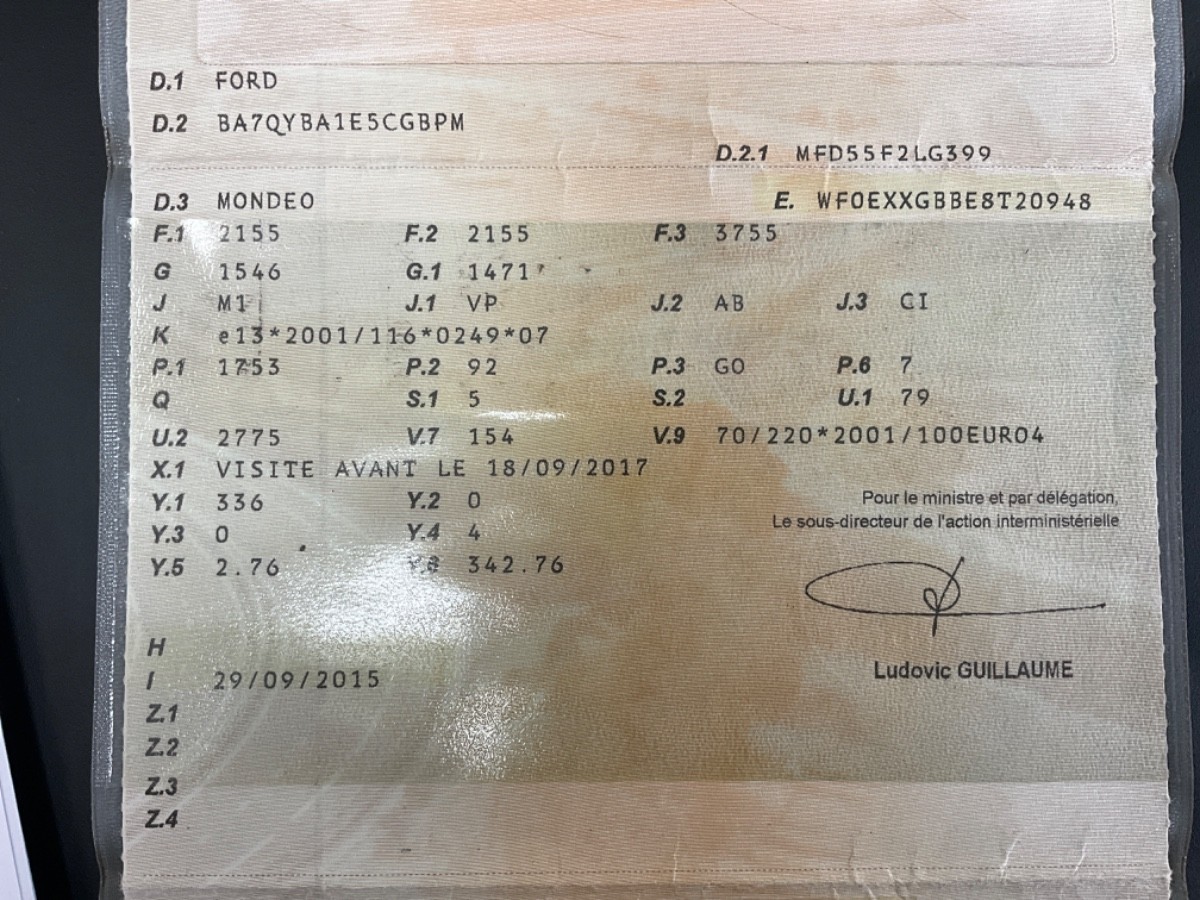 D.1 FORD
D.2 BA7QYBA1E5CGBPM
D.2.1 MFD55F2LG399
D.3 MONDEO E. WF0EXXGBBE8T20948
F.1 2155 F.2 2155 F.3 3755
G 1546 G.1 1471
J M1 J.1 VP J.2 AB J.3 CI
K e13*2001/116*0249*07
P.1 1753 P.2 92 P.3 GO P.6 7
Q S.1 5 S.2 U.1 79
U.2 2775 V.7 154 V.9 70/220*2001/100EURO4
X.1 VISITE AVANT LE 18/09/2017
Y.1 336 Y.2 0
Pour le ministre et par délégation,
Le sous-directeur de l'action interministérielle
Y.3 0 Y.4 4
Y.5 2.76 Y.6 342.76
H
I 29/09/2015
Ludovic GUILLAUME
Z.1
Z.2
Z.3
Z.4